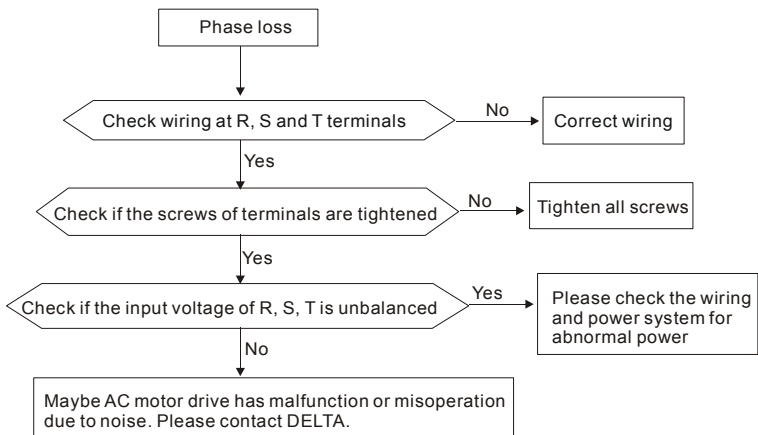 Phase loss
Check wiring at R, S and T terminals
No
Correct wiring
Yes
Check if the screws of terminals are tightened
No
Tighten all screws
Yes
Check if the input voltage of R, S, T is unbalanced
Yes
Please check the wiring
and power system for
abnormal power
No
Maybe AC motor drive has malfunction or misoperation
due to noise. Please contact DELTA.